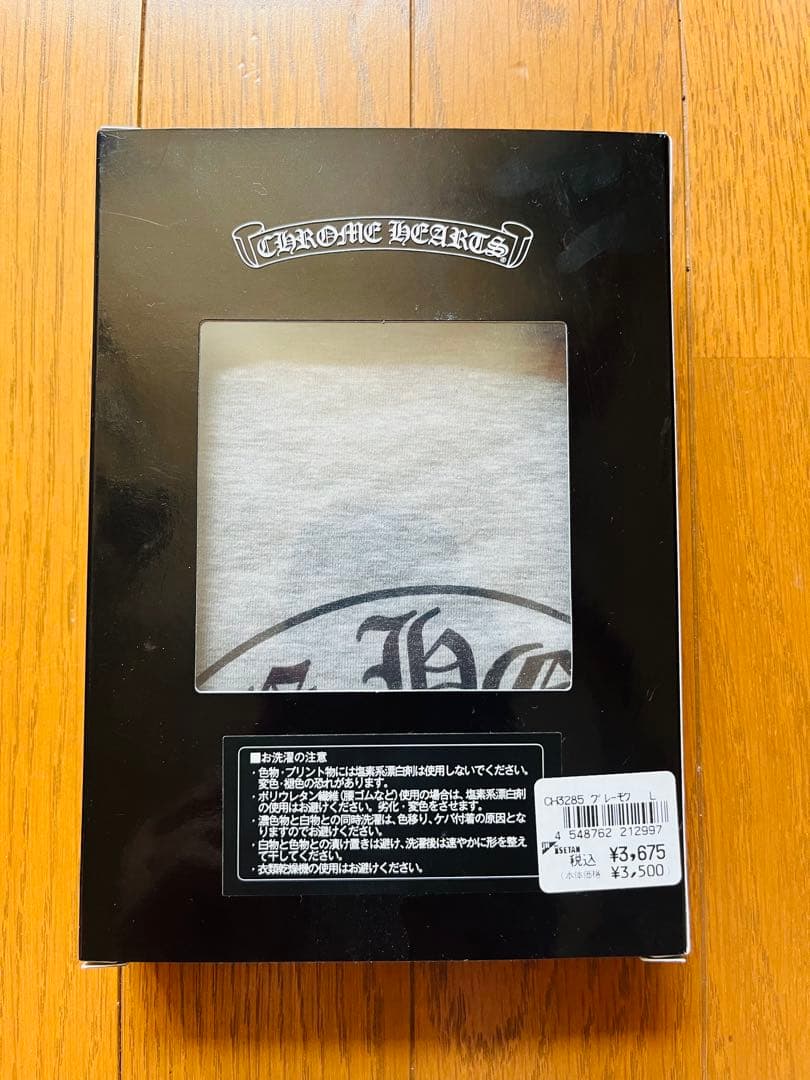 CHROME HEARTS®
HC
■お洗濯の注意
・色物・プリント物には塩素系漂白剤は使用しないでください。
変色・褪色の恐れがあります。
・ポリウレタン繊維(腰ゴムなど)使用の場合は、塩素系漂白剤
の使用はお避けください。劣化・変色をさせます。
・濃色物と白物との同時洗濯は、色移り、ケバ付着の原因とな
りますのでお避けください。
・白物と色物との漬け置きは避け、洗濯後は速やかに形を整え
て干してください。
・衣類乾燥機の使用はお避けください。
CH3285 グレーモク L
4 548762 212997
ISETAN
税込 ¥3,675
(本体価格 ¥3,500)